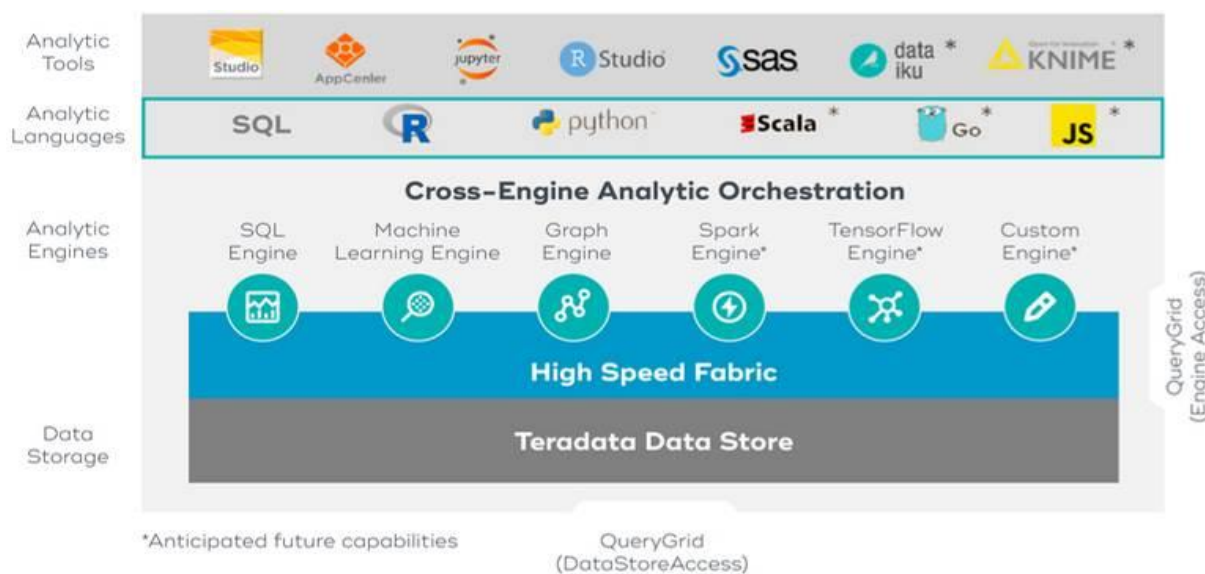 Analytic
Tools
Studio
AppCenter
jupyter
R Studio
sas
data
iku
*
KNIME
*
Analytic
Languages
SQL
R
python
Scala
*
Go
*
JS
*
Cross-Engine Analytic Orchestration
Analytic
Engines
SQL
Engine
Machine
Learning Engine
Graph
Engine
Spark
Engine*
TensorFlow
Engine*
Custom
Engine*
High Speed Fabric
QueryGrid
(Engine Access)
Data
Storage
Teradata Data Store
*Anticipated future capabilities
QueryGrid
(DataStoreAccess)